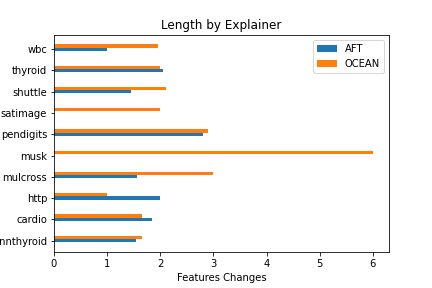 Length by Explainer
AFT
OCEAN
wbc
thyroid
shuttle
satimage
pendigits
musk
mulcross
http
cardio
nnthyroid
0 1 2 3 4 5 6
Features Changes